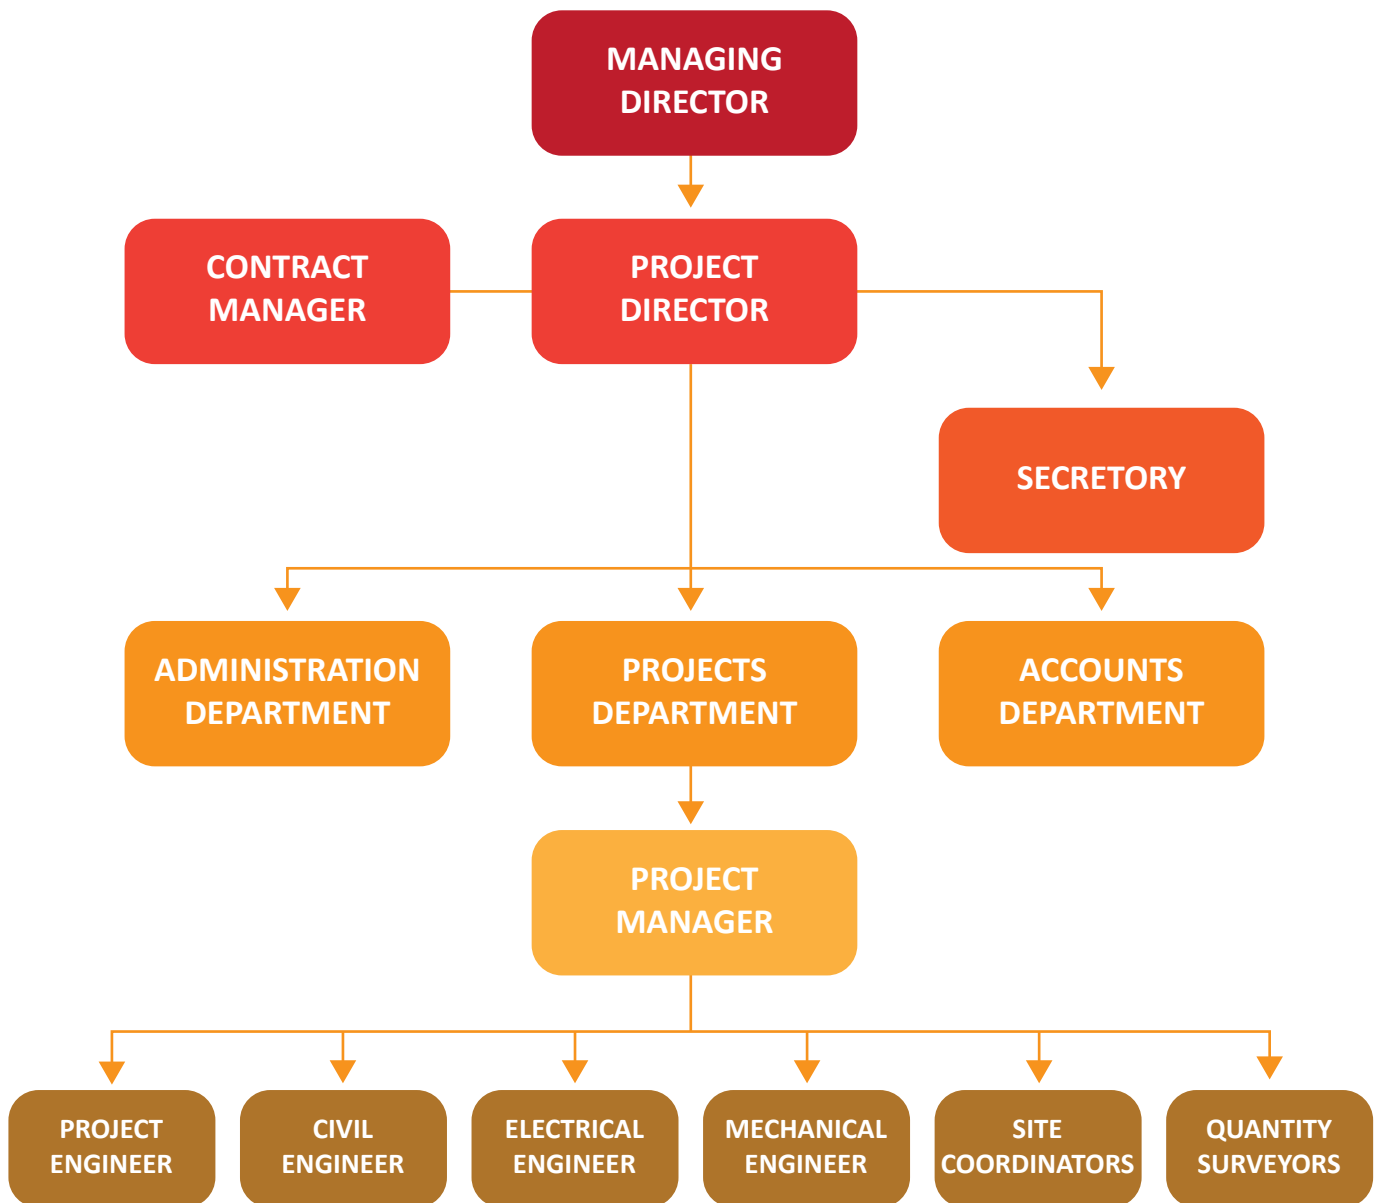 MANAGING
DIRECTOR
CONTRACT
MANAGER
PROJECT
DIRECTOR
SECRETORY
ADMINISTRATION
DEPARTMENT
PROJECTS
DEPARTMENT
ACCOUNTS
DEPARTMENT
PROJECT
MANAGER
PROJECT
ENGINEER
CIVIL
ENGINEER
ELECTRICAL
ENGINEER
MECHANICAL
ENGINEER
SITE
COORDINATORS
QUANTITY
SURVEYORS